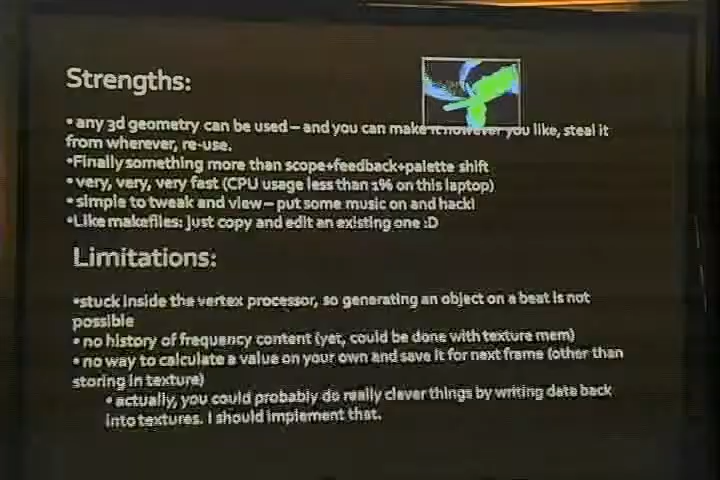 Strengths:
• any 3d geometry can be used – and you can make it however you like, steal it
from wherever, re-use.
•Finally something more than scope+feedback+palette shift
• very, very, very fast (CPU usage less than 1% on this laptop)
• simple to tweak and view – put some music on and hack!
•Like makefiles: just copy and edit an existing one :D
Limitations:
•stuck inside the vertex processor, so generating an object on a beat is not
possible
• no history of frequency content (yet, could be done with texture mem)
• no way to calculate a value on your own and save it for next frame (other than
storing in texture)
• actually, you could probably do really clever things by writing data back
into textures. I should implement that.